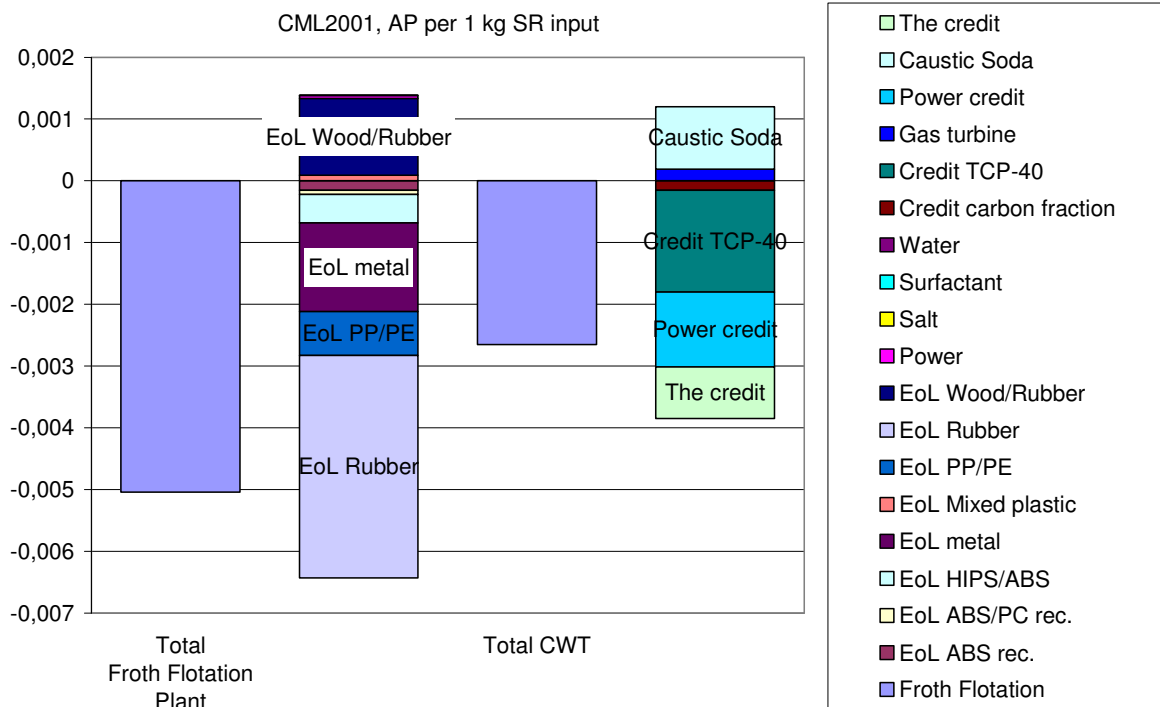 CML2001, AP per 1 kg SR input
0,002
0,001
0
-0,001
-0,002
-0,003
-0,004
-0,005
-0,006
-0,007
EoL Wood/Rubber
EoL metal
EoL PP/PE
EoL Rubber
Caustic Soda
Credit TCP-40
Power credit
The credit
Total
Froth Flotation
Plant
Total CWT
The credit
Caustic Soda
Power credit
Gas turbine
Credit TCP-40
Credit carbon fraction
Water
Surfactant
Salt
Power
EoL Wood/Rubber
EoL Rubber
EoL PP/PE
EoL Mixed plastic
EoL metal
EoL HIPS/ABS
EoL ABS/PC rec.
EoL ABS rec.
Froth Flotation